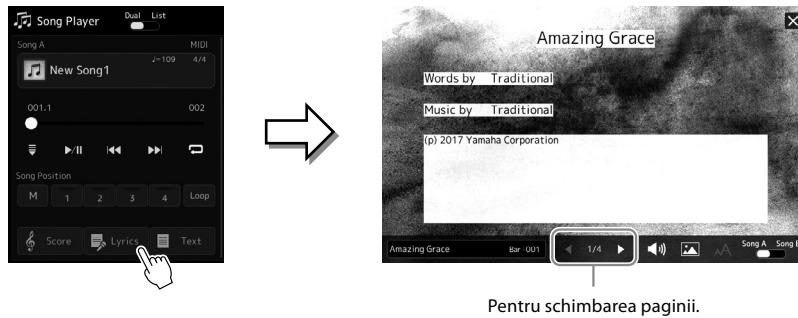 Song Player
Dual List
Song A MIDI
New Song1
♩=109 4/4
001.1 002
Song Position
M 1 2 3 4 Loop
Score Lyrics Text
Amazing Grace
Words by Traditional
Music by Traditional
(p) 2017 Yamaha Corporation
Amazing Grace Bar 001 1/4 AA Song A Song B
Pentru schimbarea paginii.